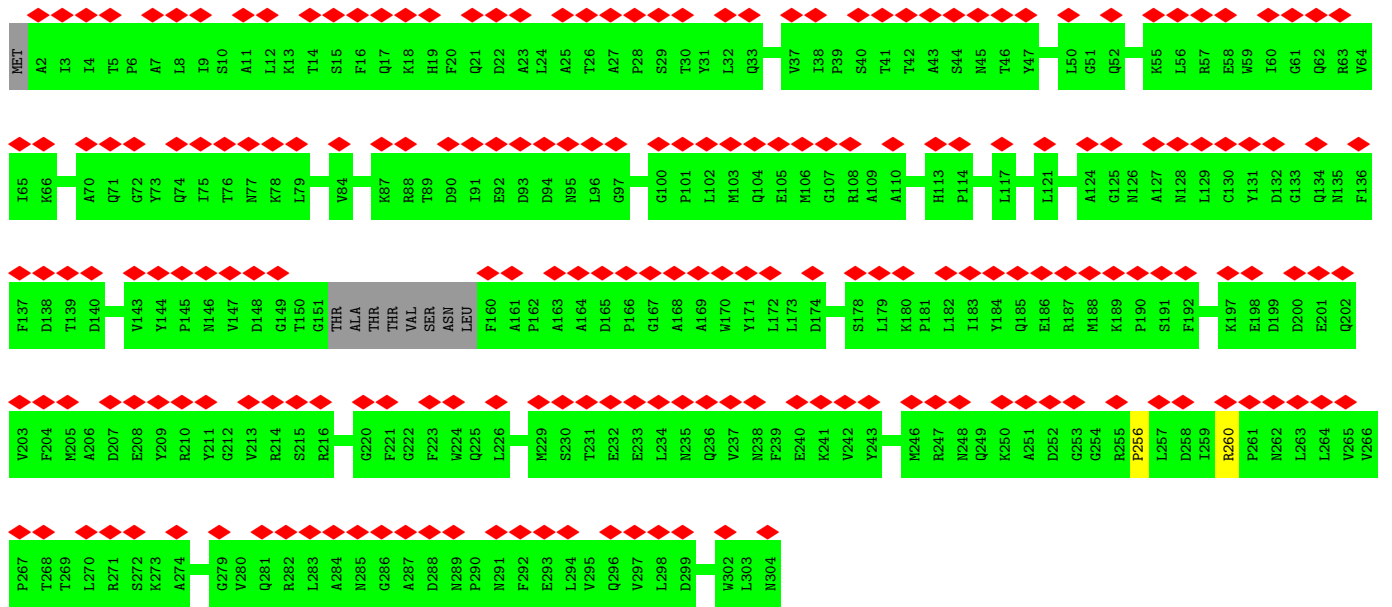 MET A2 I3 I4 T5 P6 A7 L8 I9 S10 A11 L12 K13 T14 S15 F16 Q17 K18 H19 F20 Q21 D22 A23 L24 A25 T26 A27 P28 S29 T30 Y31 L32 Q33 V37 I38 P39 S40 T41 T42 A43 S44 N45 T46 Y47 L50 G51 Q52 K55 L56 R57 E58 W59 I60 G61 Q62 R63 V64
I65 K66 A70 Q71 G72 Y73 Q74 I75 T76 N77 K78 L79 V84 K87 R88 T89 D90 I91 E92 D93 D94 N95 L96 G97 G100 P101 L102 M103 Q104 E105 M106 G107 R108 A109 A110 H113 P114 L117 L121 A124 G125 N126 A127 N128 L129 C130 Y131 D132 G133 Q134 N135 F136
F137 D138 T139 D140 V143 Y144 P145 N146 V147 D148 G149 T150 G151 THR ALA THR THR VAL SER ASN LEU F160 A161 P162 A163 A164 D165 P166 G167 A168 A169 W170 Y171 L172 L173 D174 S178 L179 K180 P181 L182 I183 Y184 Q185 E186 R187 M188 K189 P190 S191 F192 K197 E198 D199 D200 E201 Q202
V203 F204 M205 A206 D207 E208 Y209 R210 Y211 G212 V213 R214 S215 R216 G220 F221 G222 F223 W224 Q225 L226 M229 S230 T231 E232 E233 L234 N235 Q236 V237 N238 F239 E240 K241 V242 Y243 M246 R247 N248 Q249 K250 A251 D252 G253 G254 R255 P256 L257 D258 I259 R260 P261 N262 L263 L264 V265 V266
P267 T268 T269 L270 R271 S272 K273 A274 G279 V280 Q281 R282 L283 A284 N285 G286 A287 D288 N289 P290 N291 F292 E293 L294 V295 Q296 V297 L298 D299 W302 L303 N304